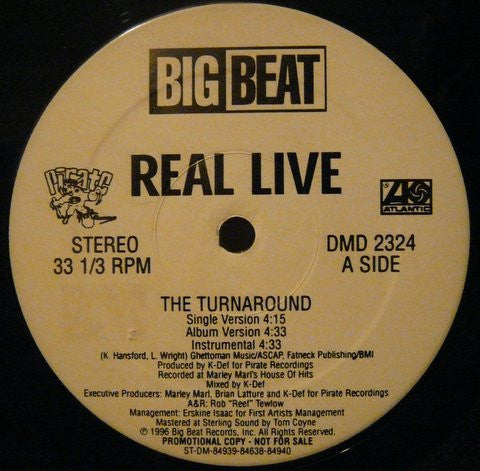 BIG BEAT
REAL LIVE
Pirate
ATLANTIC
STEREO
33 1/3 RPM
DMD 2324
A SIDE
THE TURNAROUND
Single Version 4:15
Album Version 4:33
Instrumental 4:33
(K. Hansford, L. Wright) Ghettoman Music/ASCAP, Fatneck Publishing/BMI
Produced by K-Def for Pirate Recordings
Recorded at Marley Marl's House Of Hits
Mixed by K-Def
Executive Producers: Marley Marl, Brian Latture and K-Def for Pirate Recordings
A&R: Rob "Reef" Tewlow
Management: Erskine Isaac for First Artists Management
Mastered at Sterling Sound by Tom Coyne
℗ 1996 Big Beat Records, Inc. All Rights Reserved.
PROMOTIONAL COPY - NOT FOR SALE
ST-DM-84939-84638-84940